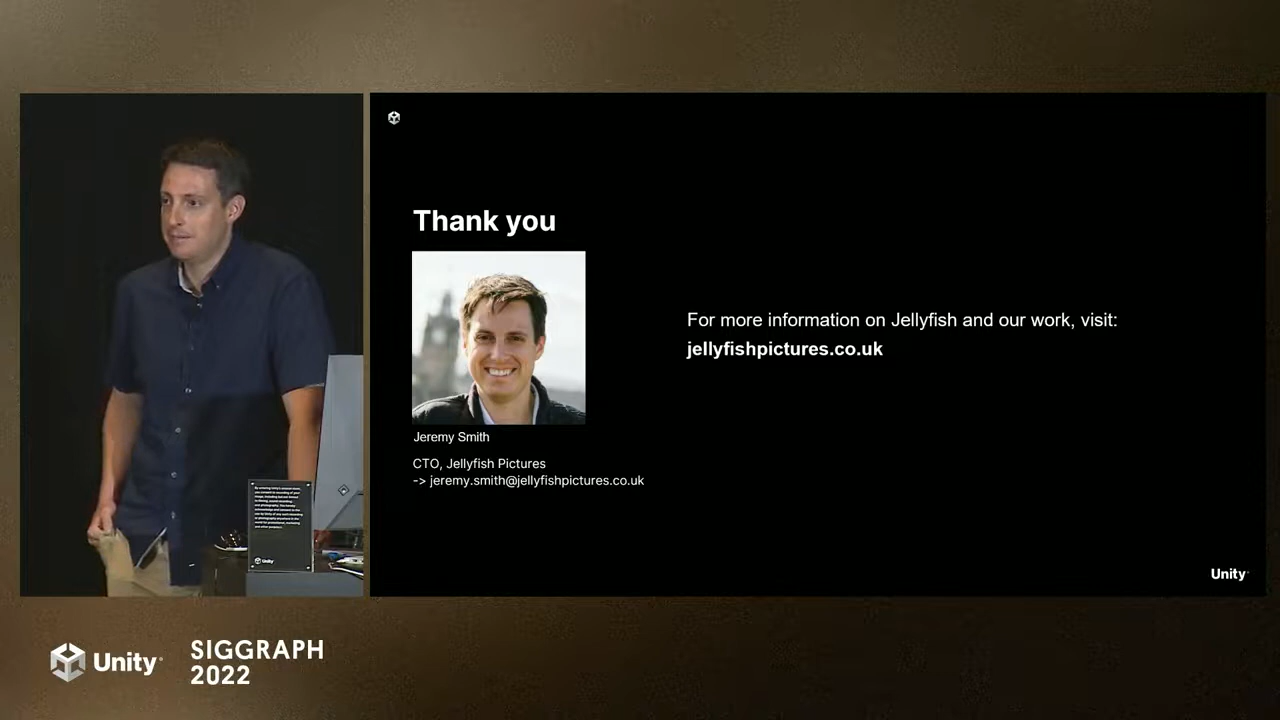 Thank you
Jeremy Smith
CTO, Jellyfish Pictures
-> jeremy.smith@jellyfishpictures.co.uk
For more information on Jellyfish and our work, visit:
jellyfishpictures.co.uk
Unity
Unity
Unity
SIGGRAPH
2022